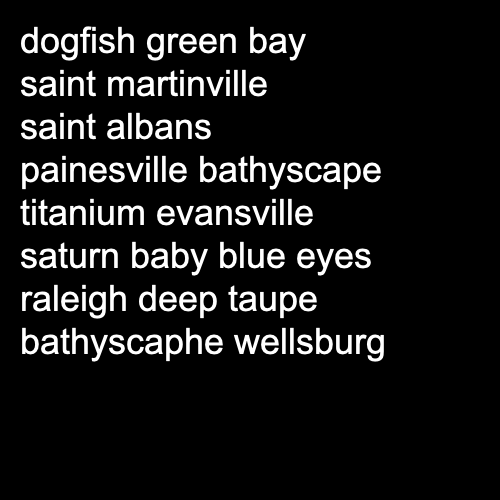 dogfish green bay
saint martinville
saint albans
painesville bathyscape
titanium evansville
saturn baby blue eyes
raleigh deep taupe
bathyscaphe wellsburg